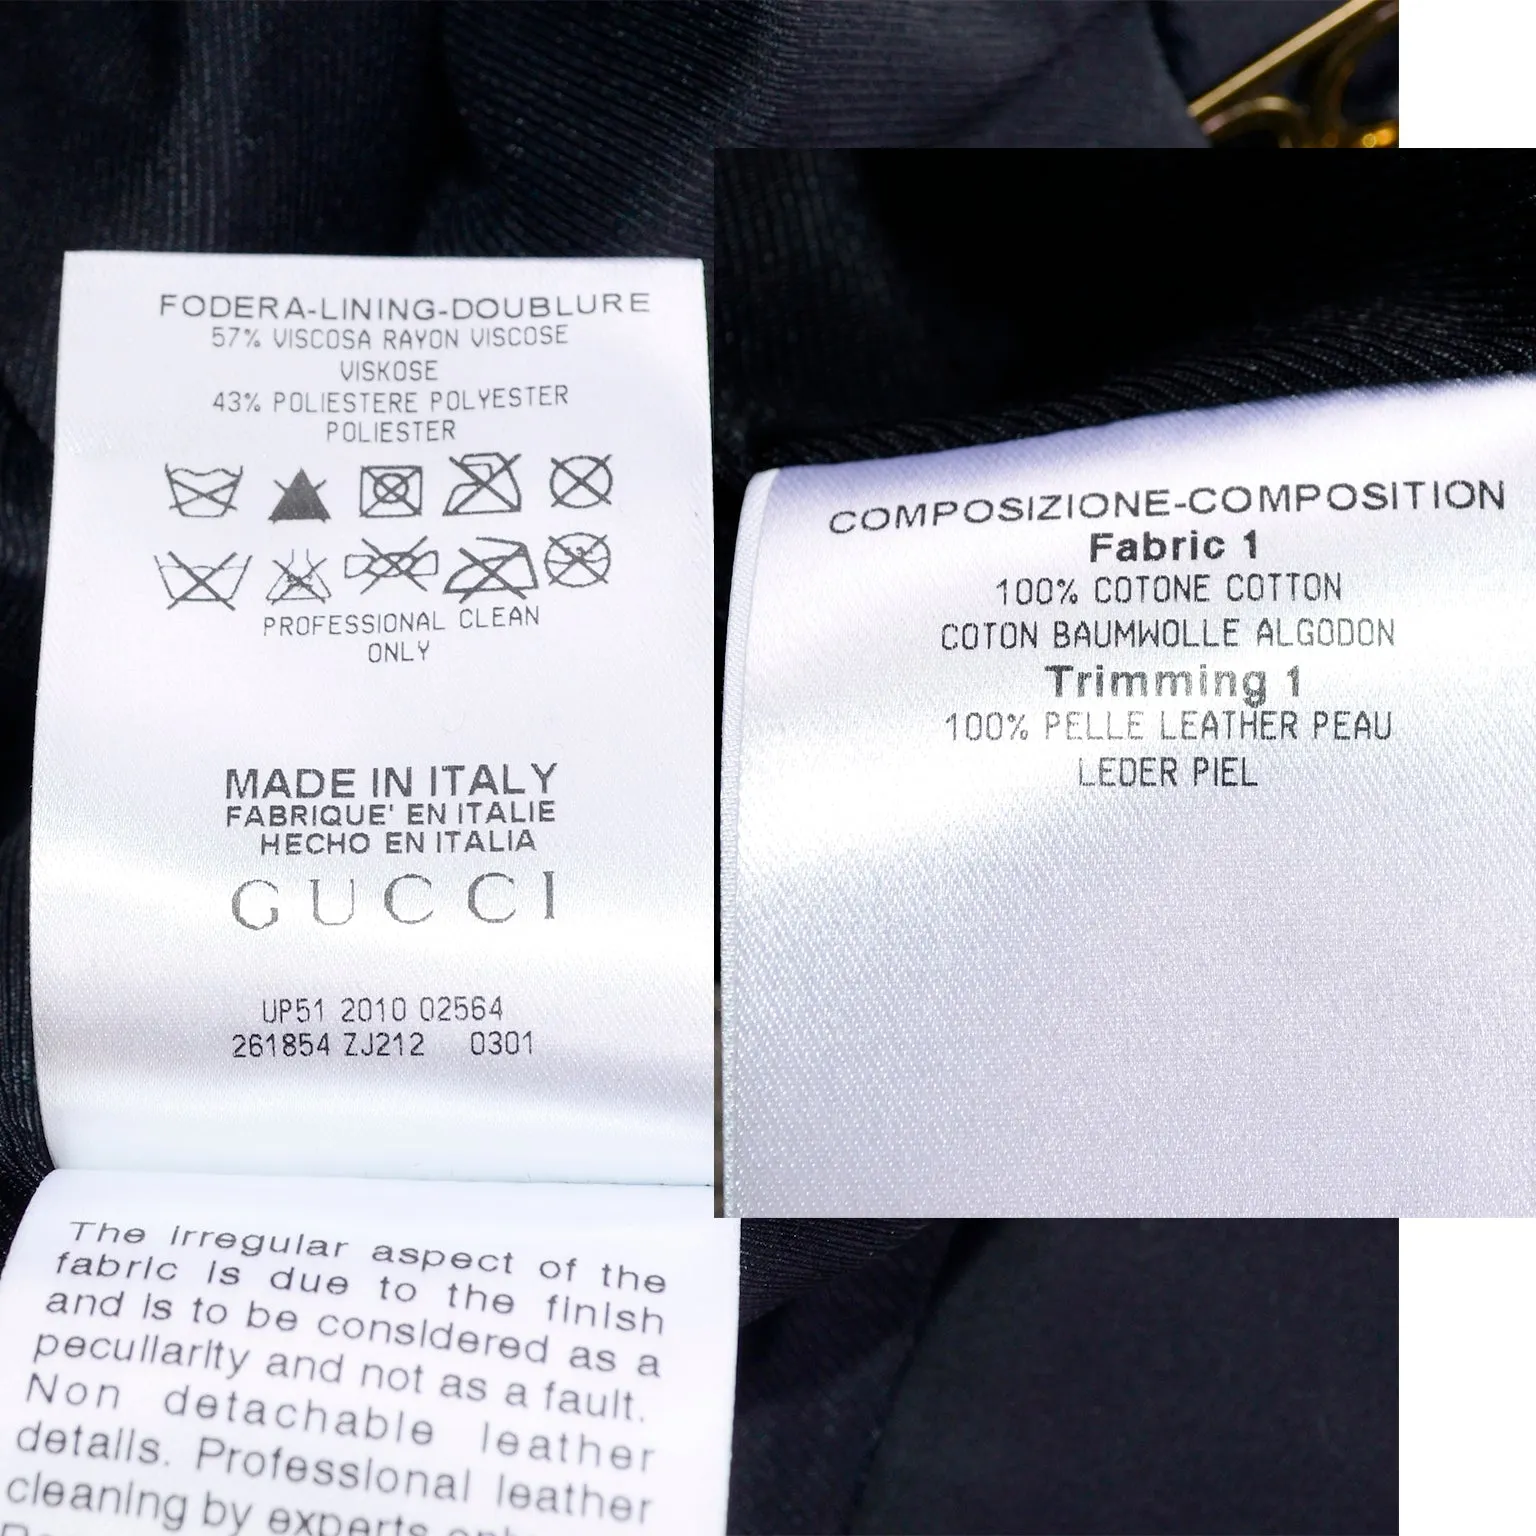 FODERA-LINING-DOUBLURE
57% VISCOSA RAYON VISCOSE
VISKOSE
43% POLIESTERE POLYESTER
POLIESTER
PROFESSIONAL CLEAN
ONLY
MADE IN ITALY
FABRIQUE' EN ITALIE
HECHO EN ITALIA
GUCCI
UP51 2010 02564
261854 ZJ212 0301
The irregular aspect of the
fabric is due to the finish
and is to be considered as a
peculiarity and not as a fault.
Non detachable leather
details. Professional leather
cleaning by experts
COMPOSIZIONE-COMPOSITION
Fabric 1
100% COTONE COTTON
COTON BAUMWOLLE ALGODON
Trimming 1
100% PELLE LEATHER PEAU
LEDER PIEL